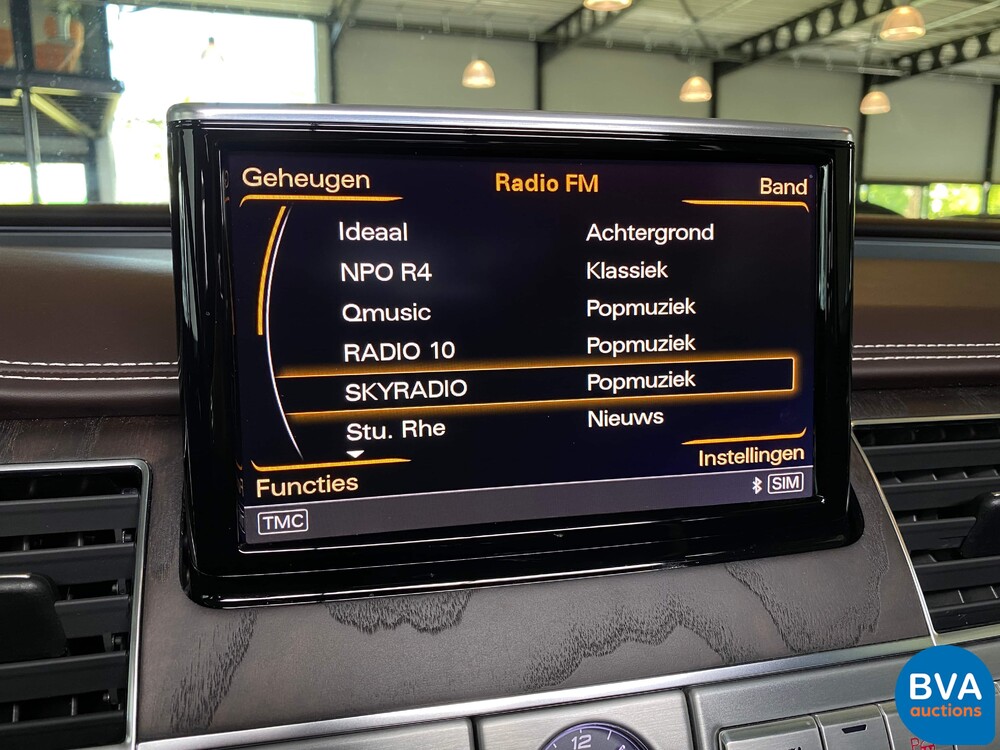 Geheugen Radio FM Band
Ideaal Achtergrond
NPO R4 Klassiek
Qmusic Popmuziek
RADIO 10 Popmuziek
SKYRADIO Popmuziek
Stu. Rhe Nieuws
Functies Instellingen
TMC SIM
12
BVA
auctions